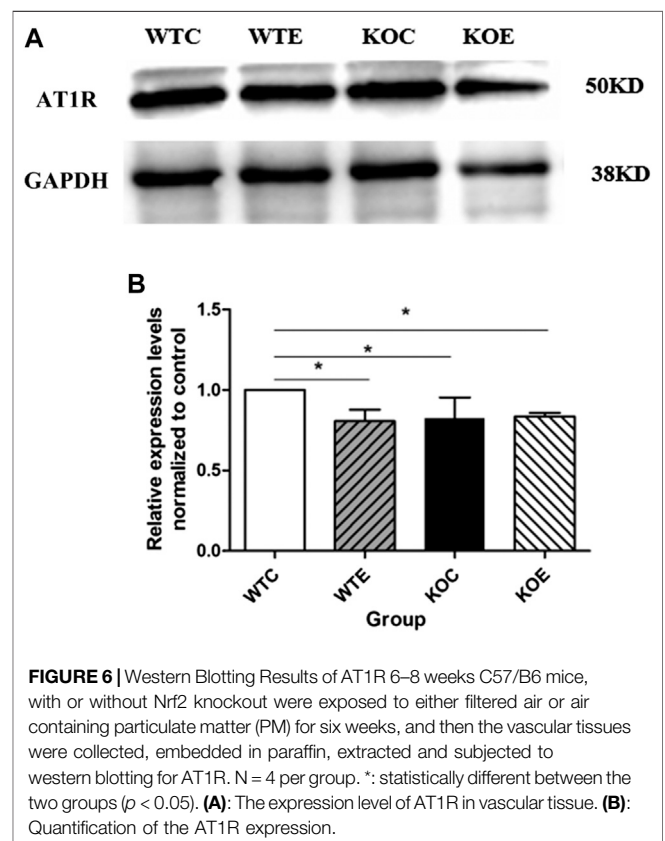 A
WTC WTE KOC KOE
AT1R 50KD
GAPDH 38KD
B
Relative expression levels
normalized to control
1.5
1.0
0.5
0.0
*
*
*
WTC WTE KOC KOE
Group
FIGURE 6 | Western Blotting Results of AT1R 6–8 weeks C57/B6 mice,
with or without Nrf2 knockout were exposed to either filtered air or air
containing particulate matter (PM) for six weeks, and then the vascular tissues
were collected, embedded in paraffin, extracted and subjected to
western blotting for AT1R. N = 4 per group. *: statistically different between the
two groups (p < 0.05). (A): The expression level of AT1R in vascular tissue. (B):
Quantification of the AT1R expression.